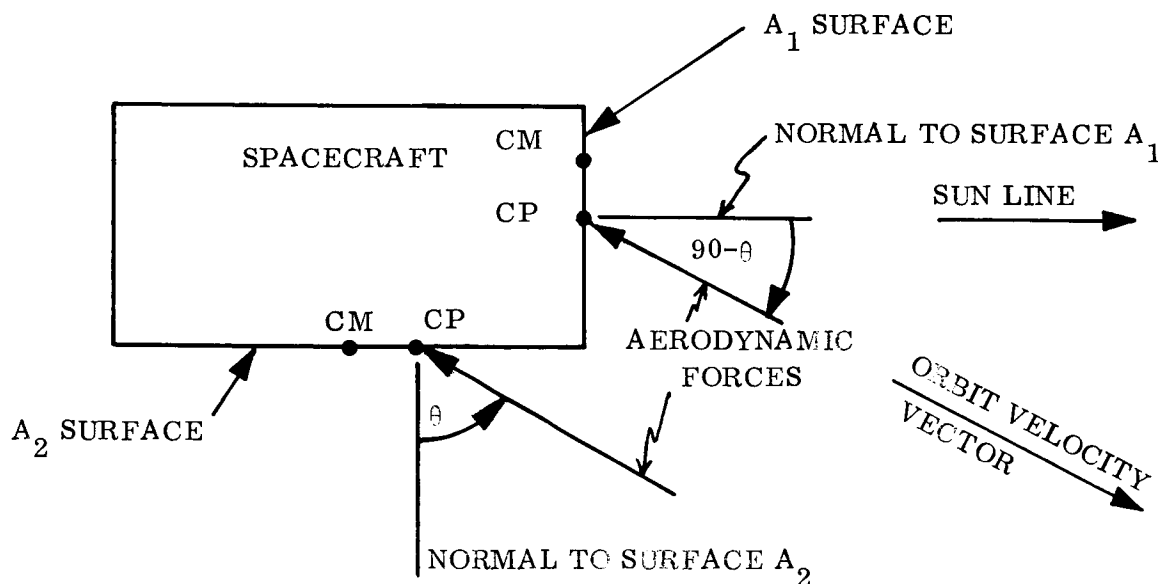 A1 SURFACE
NORMAL TO SURFACE A1
CM
SPACECRAFT
SUN LINE
CP
90-θ
CM
CP
AERODYNAMIC
FORCES
ORBIT VELOCITY
VECTOR
θ
A2 SURFACE
NORMAL TO SURFACE A2